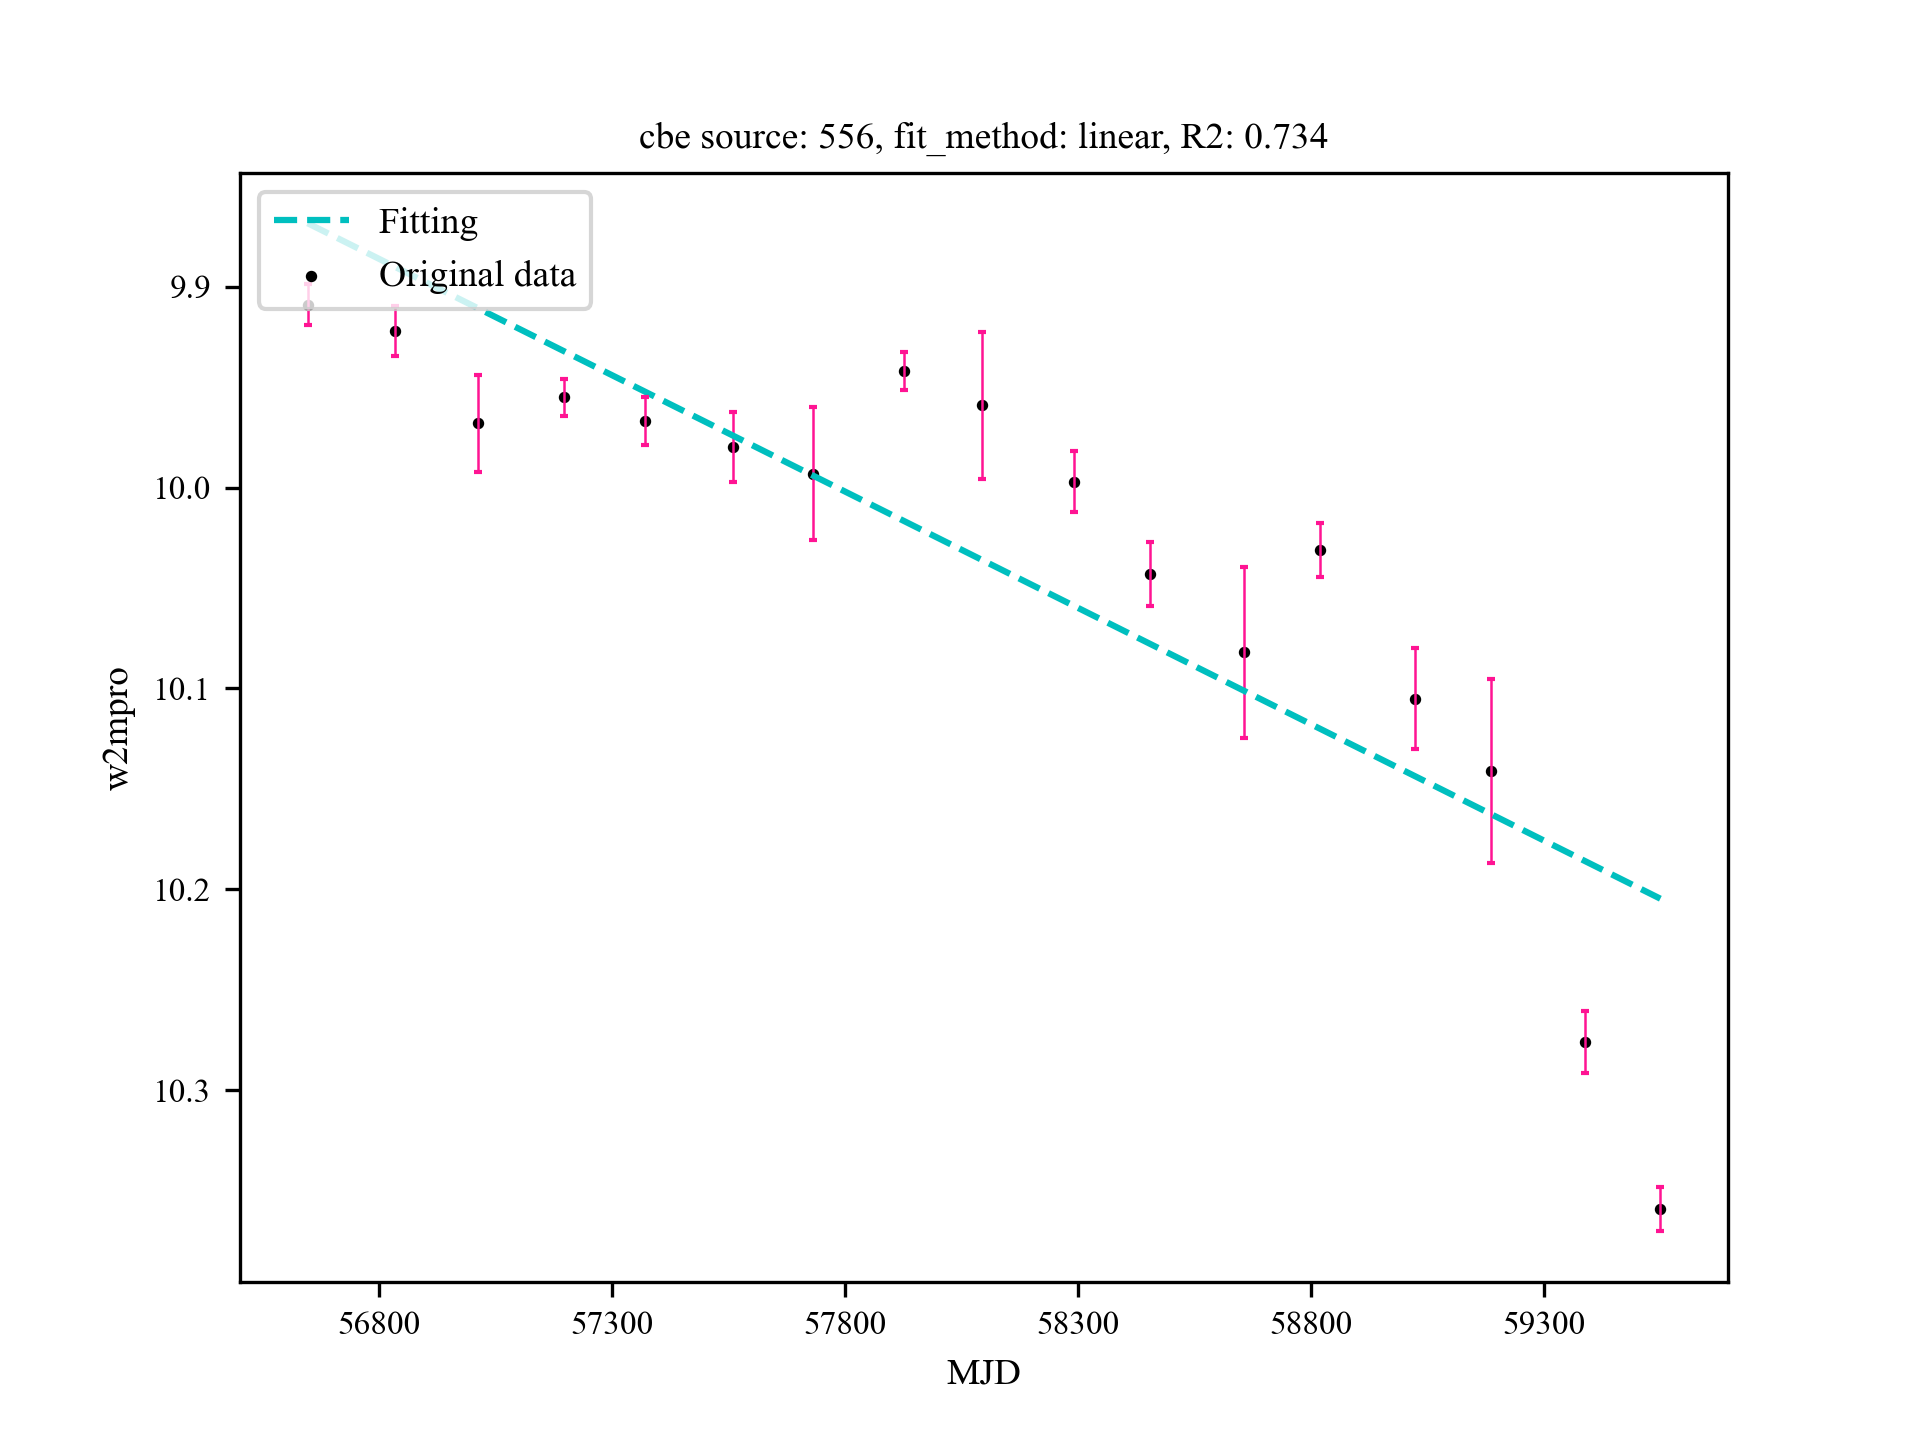 cbe source: 556, fit_method: linear, R2: 0.734
Fitting
Original data
9.9
10.0
10.1
10.2
10.3
w2mpro
56800
57300
57800
58300
58800
59300
MJD